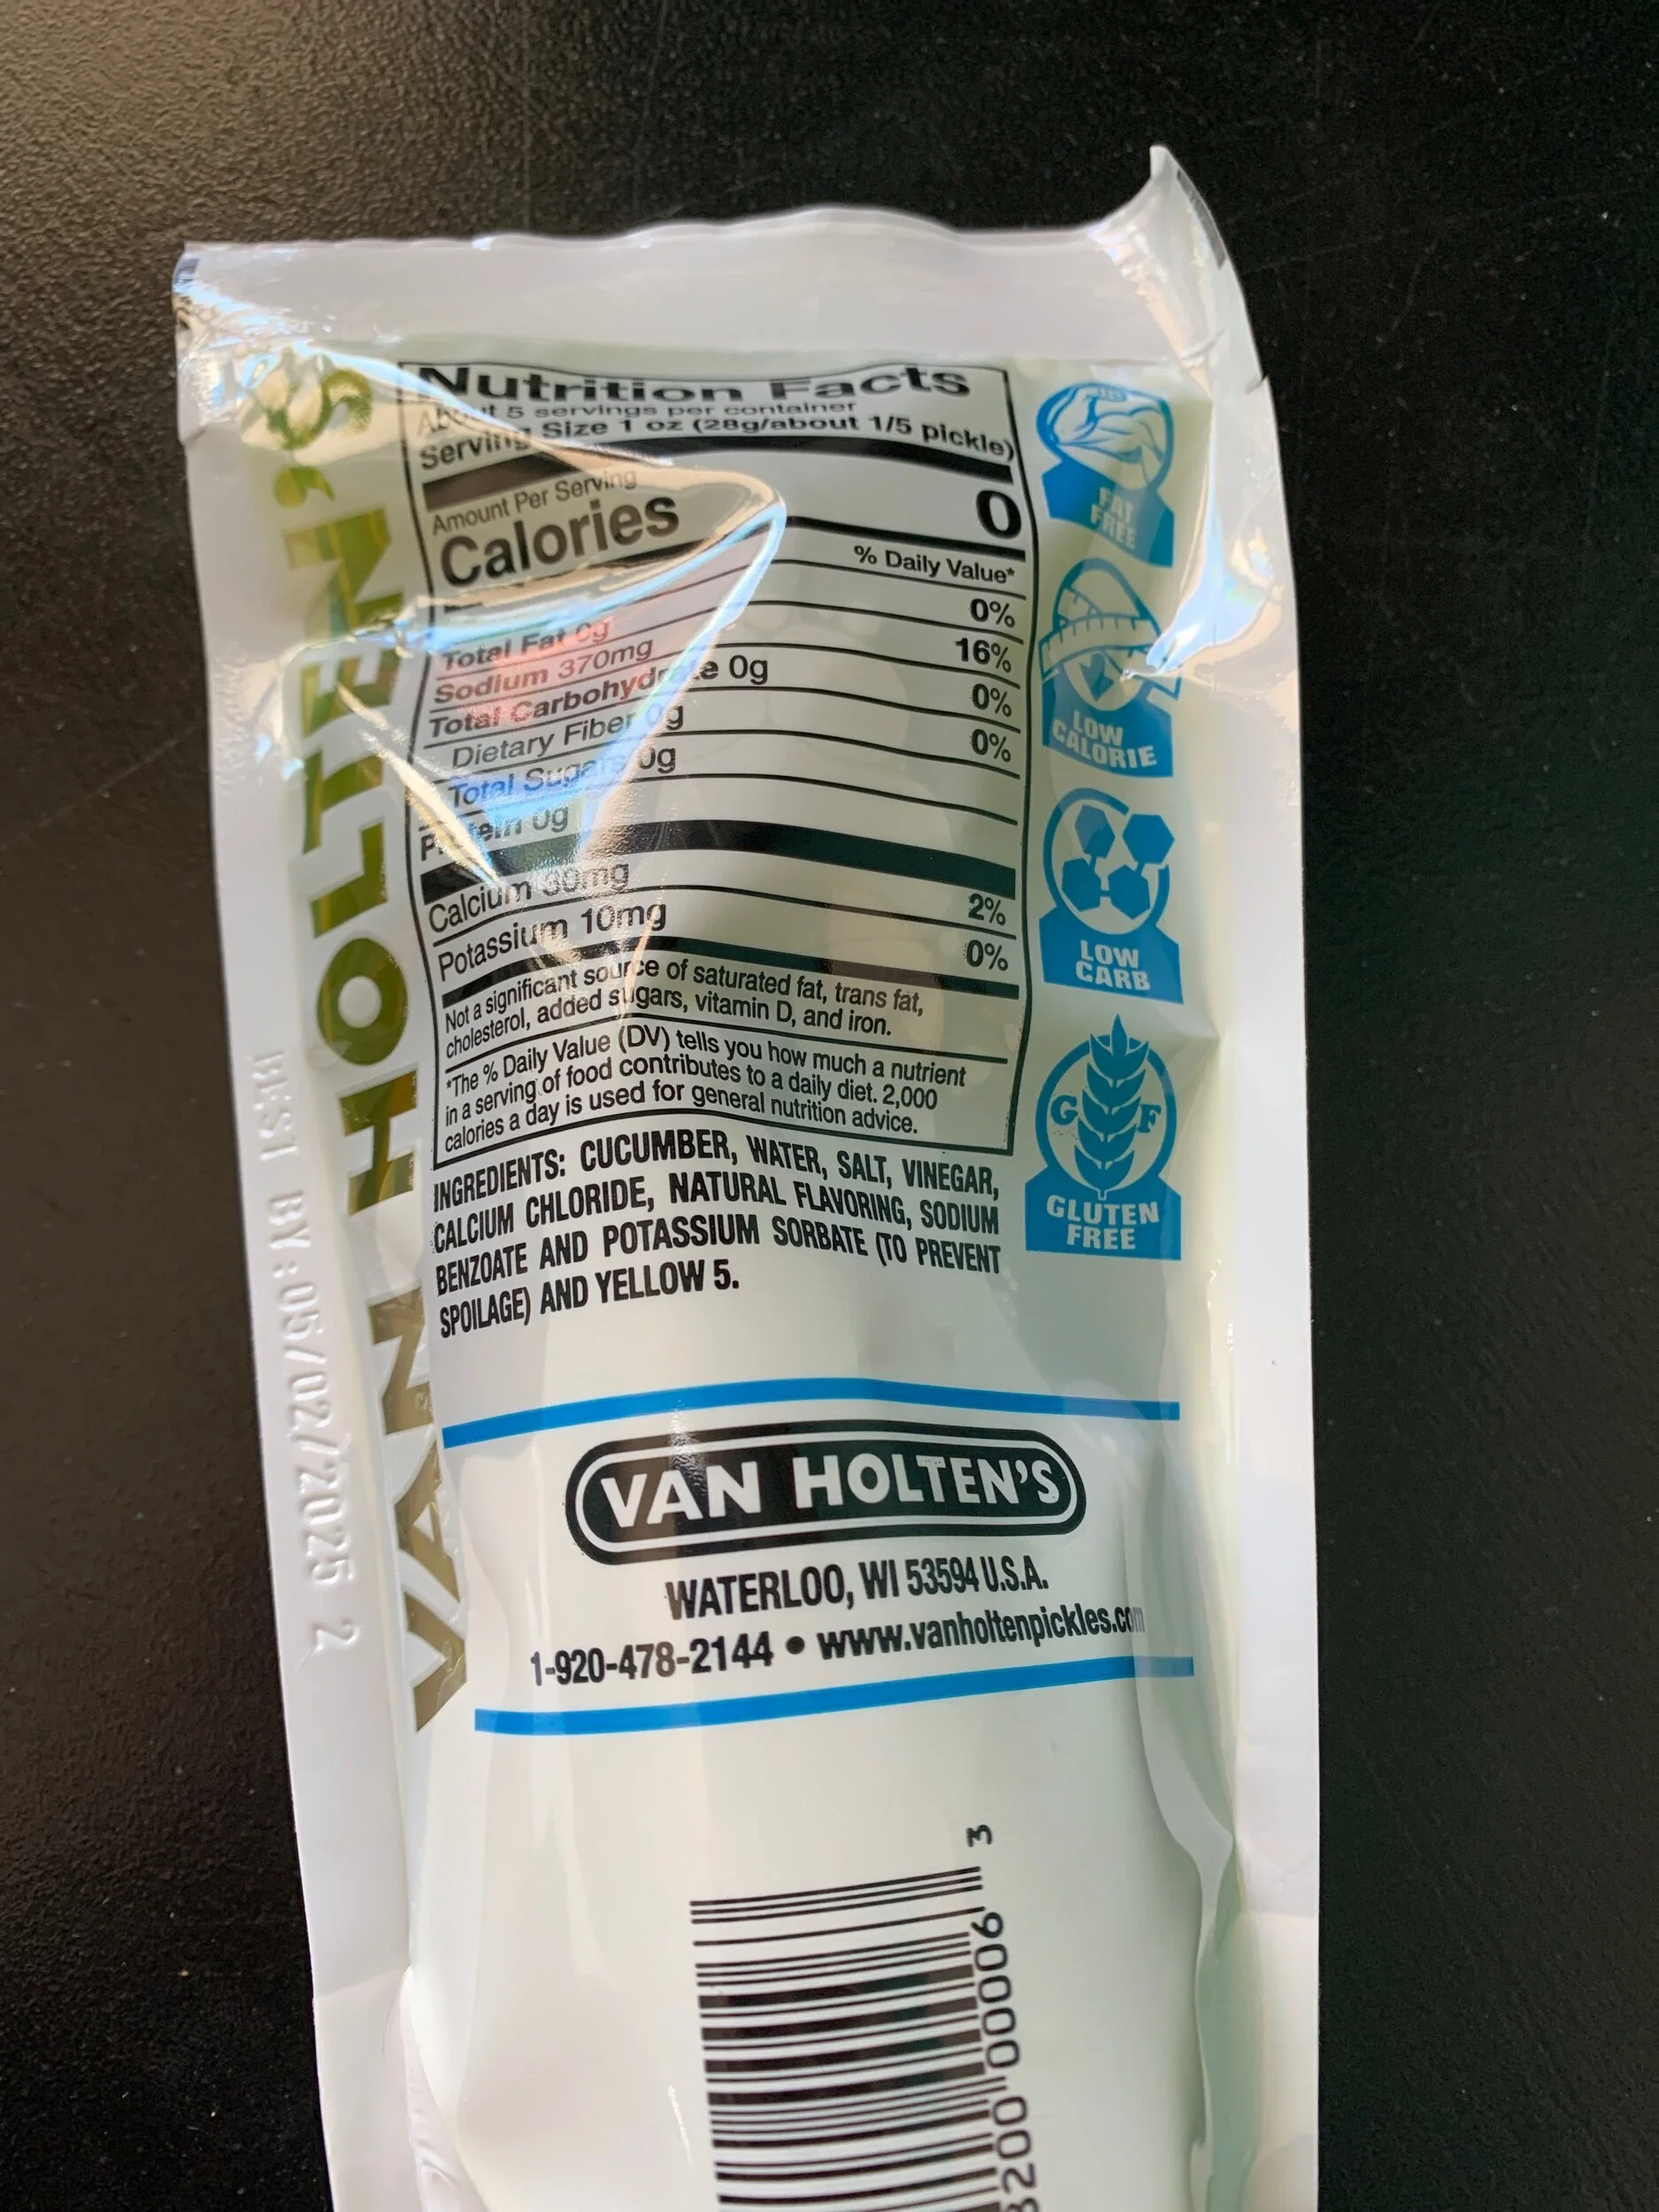 Nutrition Facts
About 5 servings per container
Serving Size 1 oz (28g/about 1/5 pickle)
Amount Per Serving
Calories 0
% Daily Value*
Total Fat 0g 0%
Sodium 370mg 16%
Total Carbohydrate 0g 0%
Dietary Fiber 0g 0%
Total Sugars 0g
Protein 0g
Calcium 30mg 2%
Potassium 10mg 0%
Not a significant source of saturated fat, trans fat,
cholesterol, added sugars, vitamin D, and iron.
*The % Daily Value (DV) tells you how much a nutrient
in a serving of food contributes to a daily diet. 2,000
calories a day is used for general nutrition advice.
INGREDIENTS: CUCUMBER, WATER, SALT, VINEGAR,
CALCIUM CHLORIDE, NATURAL FLAVORING, SODIUM
BENZOATE AND POTASSIUM SORBATE (TO PREVENT
SPOILAGE) AND YELLOW 5.
FAT
FREE
LOW
CALORIE
LOW
CARB
G F
GLUTEN
FREE
VAN HOLTEN'S
BEST BY:05/02/2025 2
VAN HOLTEN'S
WATERLOO, WI 53594 U.S.A.
1-920-478-2144 • www.vanholtenpickles.com
200 00006 3